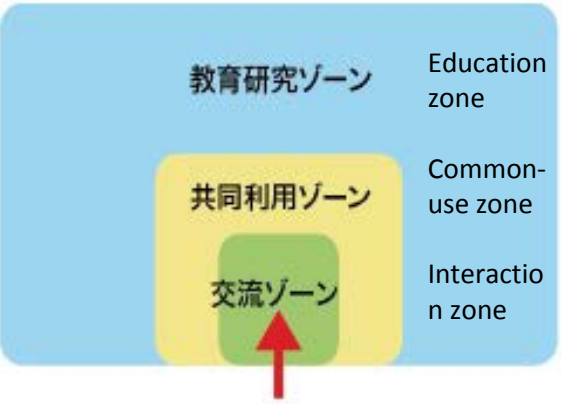 教育研究ゾーン
Education
zone
共同利用ゾーン
Common-
use zone
交流ゾーン
Interactio
n zone